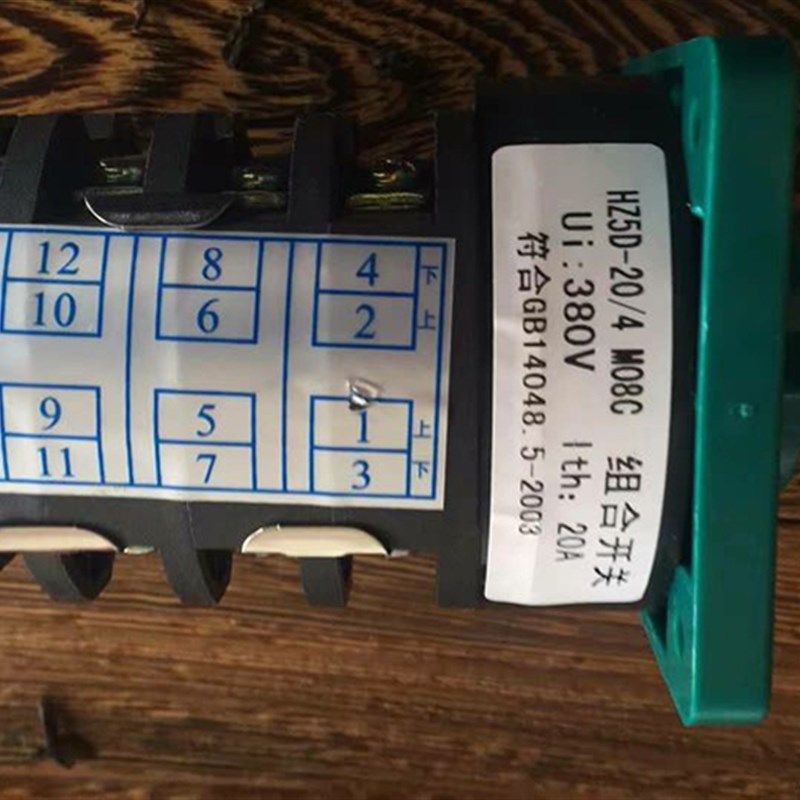 HZ5D-20/4 M08C 组合开关
Ui:380V Ith: 20A
符合GB14048.5-2003
12 8 4 下
10 6 2 上
9 5 1 上
11 7 3 下